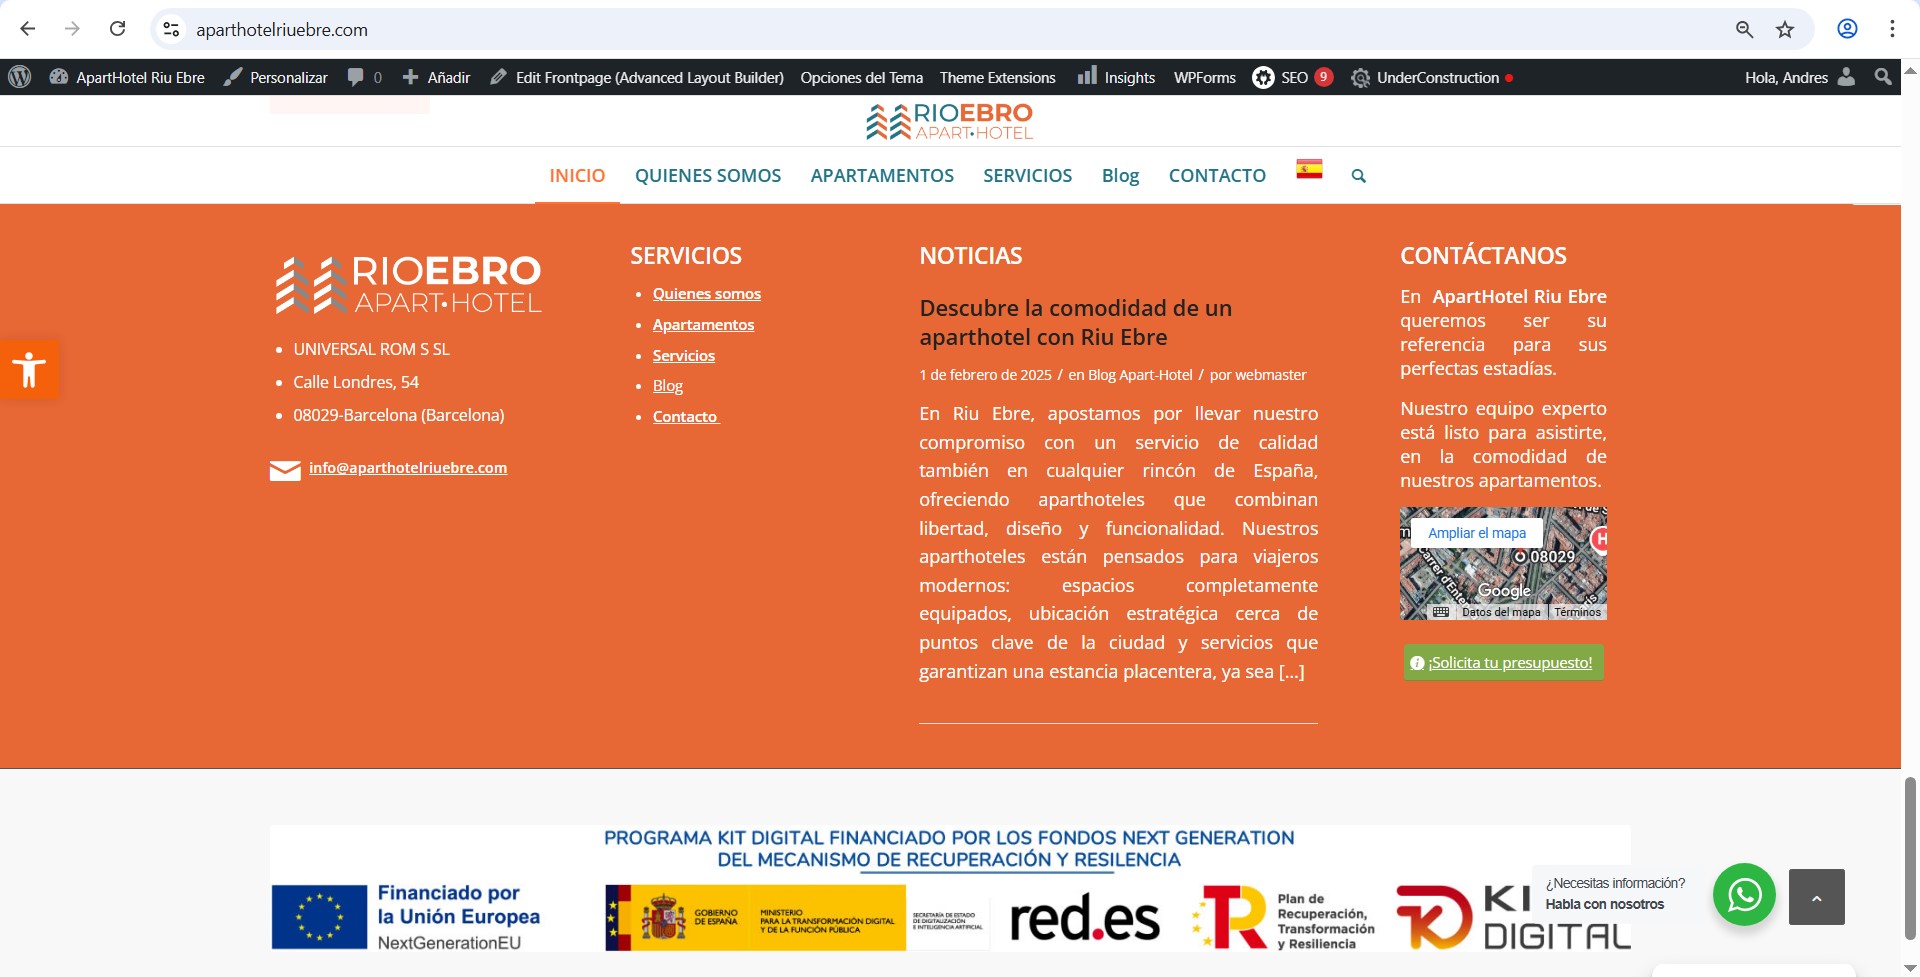 aparthotelriuebre.com
ApartHotel Riu Ebre Personalizar 0 Añadir Edit Frontpage (Advanced Layout Builder) Opciones del Tema Theme Extensions Insights WPForms SEO 9 UnderConstruction Hola, Andres
RIOEBRO
APART·HOTEL
INICIO QUIENES SOMOS APARTAMENTOS SERVICIOS Blog CONTACTO
RIOEBRO
APART·HOTEL
• UNIVERSAL ROM S SL
• Calle Londres, 54
• 08029-Barcelona (Barcelona)
info@aparthotelriuebre.com
SERVICIOS
• Quienes somos
• Apartamentos
• Servicios
• Blog
• Contacto
NOTICIAS
Descubre la comodidad de un
aparthotel con Riu Ebre
1 de febrero de 2025 / en Blog Apart-Hotel / por webmaster
En Riu Ebre, apostamos por llevar nuestro
compromiso con un servicio de calidad
también en cualquier rincón de España,
ofreciendo aparthoteles que combinan
libertad, diseño y funcionalidad. Nuestros
aparthoteles están pensados para viajeros
modernos: espacios completamente
equipados, ubicación estratégica cerca de
puntos clave de la ciudad y servicios que
garantizan una estancia placentera, ya sea [...]
CONTÁCTANOS
En ApartHotel Riu Ebre
queremos ser su
referencia para sus
perfectas estadías.
Nuestro equipo experto
está listo para asistirte,
en la comodidad de
nuestros apartamentos.
Ampliar el mapa
H
08029
Carrer d'Ente
Google
Datos del mapa Términos
¡Solicita tu presupuesto!
PROGRAMA KIT DIGITAL FINANCIADO POR LOS FONDOS NEXT GENERATION
DEL MECANISMO DE RECUPERACIÓN Y RESILENCIA
Financiado por
la Unión Europea
NextGenerationEU
GOBIERNO
DE ESPAÑA
MINISTERIO
PARA LA TRANSFORMACIÓN DIGITAL
Y DE LA FUNCIÓN PÚBLICA
SECRETARÍA DE ESTADO
DE DIGITALIZACIÓN
E INTELIGENCIA ARTIFICIAL
red.es
Plan de
Recuperación,
Transformación
y Resiliencia
KI
DIGITAL
¿Necesitas información?
Habla con nosotros